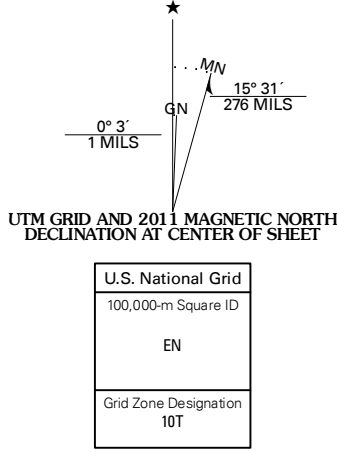 ★
MN
GN
15° 31´
276 MILS
0° 3´
1 MILS
UTM GRID AND 2011 MAGNETIC NORTH
DECLINATION AT CENTER OF SHEET
U.S. National Grid
100,000-m Square ID
EN
Grid Zone Designation
10T